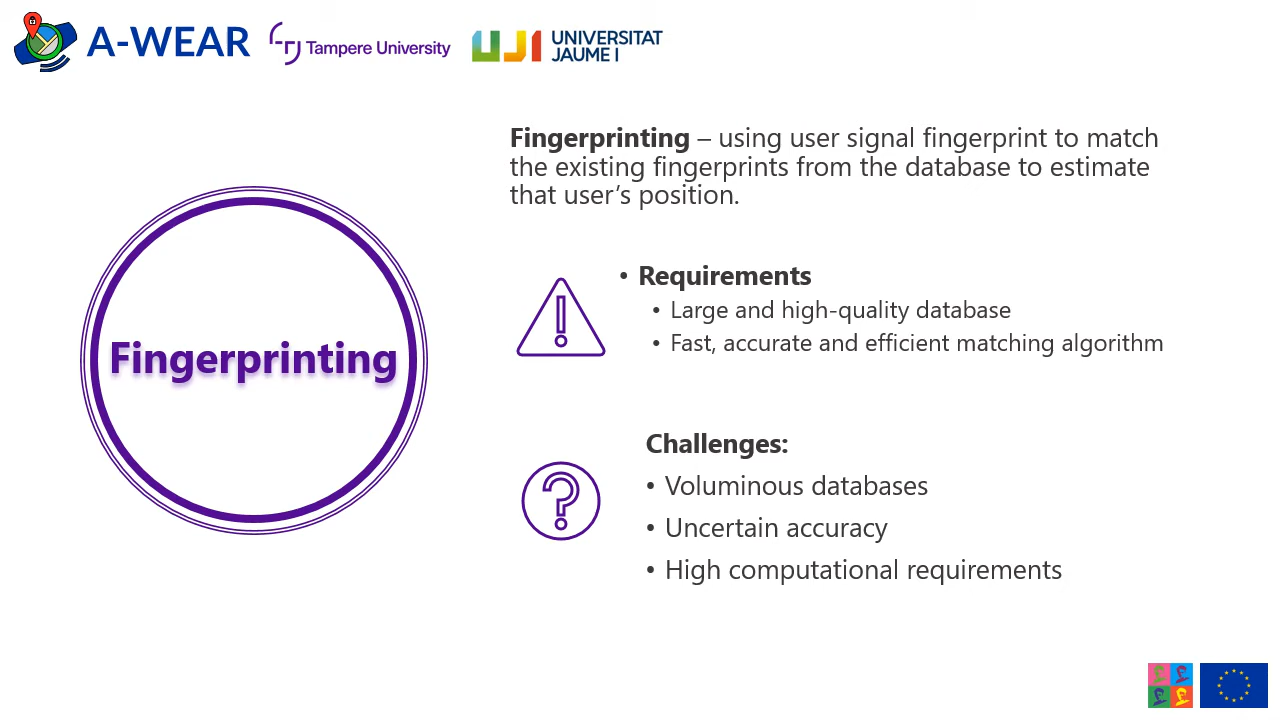 A-WEAR
Tampere University
UNIVERSITAT
JAUME I
Fingerprinting – using user signal fingerprint to match
the existing fingerprints from the database to estimate
that user's position.
Fingerprinting
• Requirements
• Large and high-quality database
• Fast, accurate and efficient matching algorithm
Challenges:
• Voluminous databases
• Uncertain accuracy
• High computational requirements